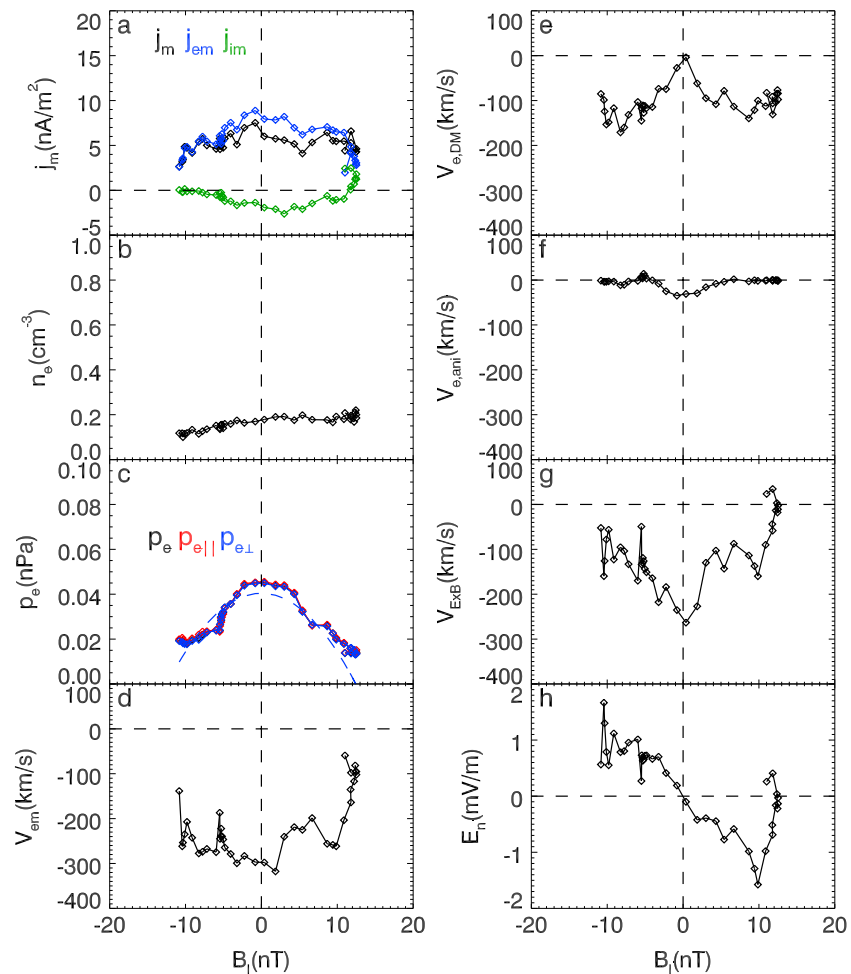 a
j_m j_em j_im
20
15
10
5
0
-5
j_m(nA/m²)
b
1.0
0.8
0.6
0.4
0.2
0.0
n_e(cm⁻³)
c
p_e p_e|| p_e⊥
0.10
0.08
0.06
0.04
0.02
0.00
p_e(nPa)
d
0
-100
-200
-300
-400
V_em(km/s)
-20 -10 0 10 20
B_l(nT)
e
100
0
-100
-200
-300
-400
V_e,DM(km/s)
f
100
0
-100
-200
-300
-400
V_e,ani(km/s)
g
100
0
-100
-200
-300
-400
V_ExB(km/s)
h
2
1
0
-1
-2
E_n(mV/m)
-20 -10 0 10 20
B_l(nT)